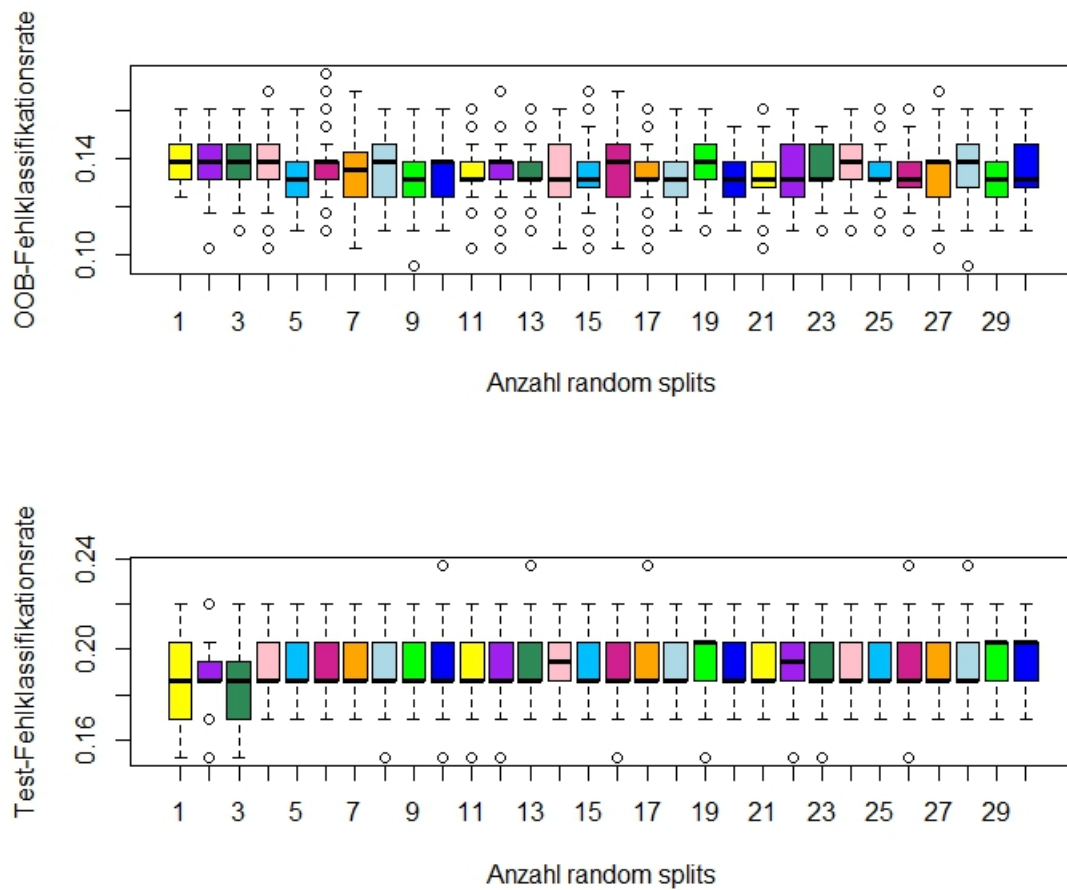 OOB-Fehlklassifikationsrate
0.14
0.10
1 3 5 7 9 11 13 15 17 19 21 23 25 27 29
Anzahl random splits
Test-Fehlklassifikationsrate
0.24
0.20
0.16
1 3 5 7 9 11 13 15 17 19 21 23 25 27 29
Anzahl random splits